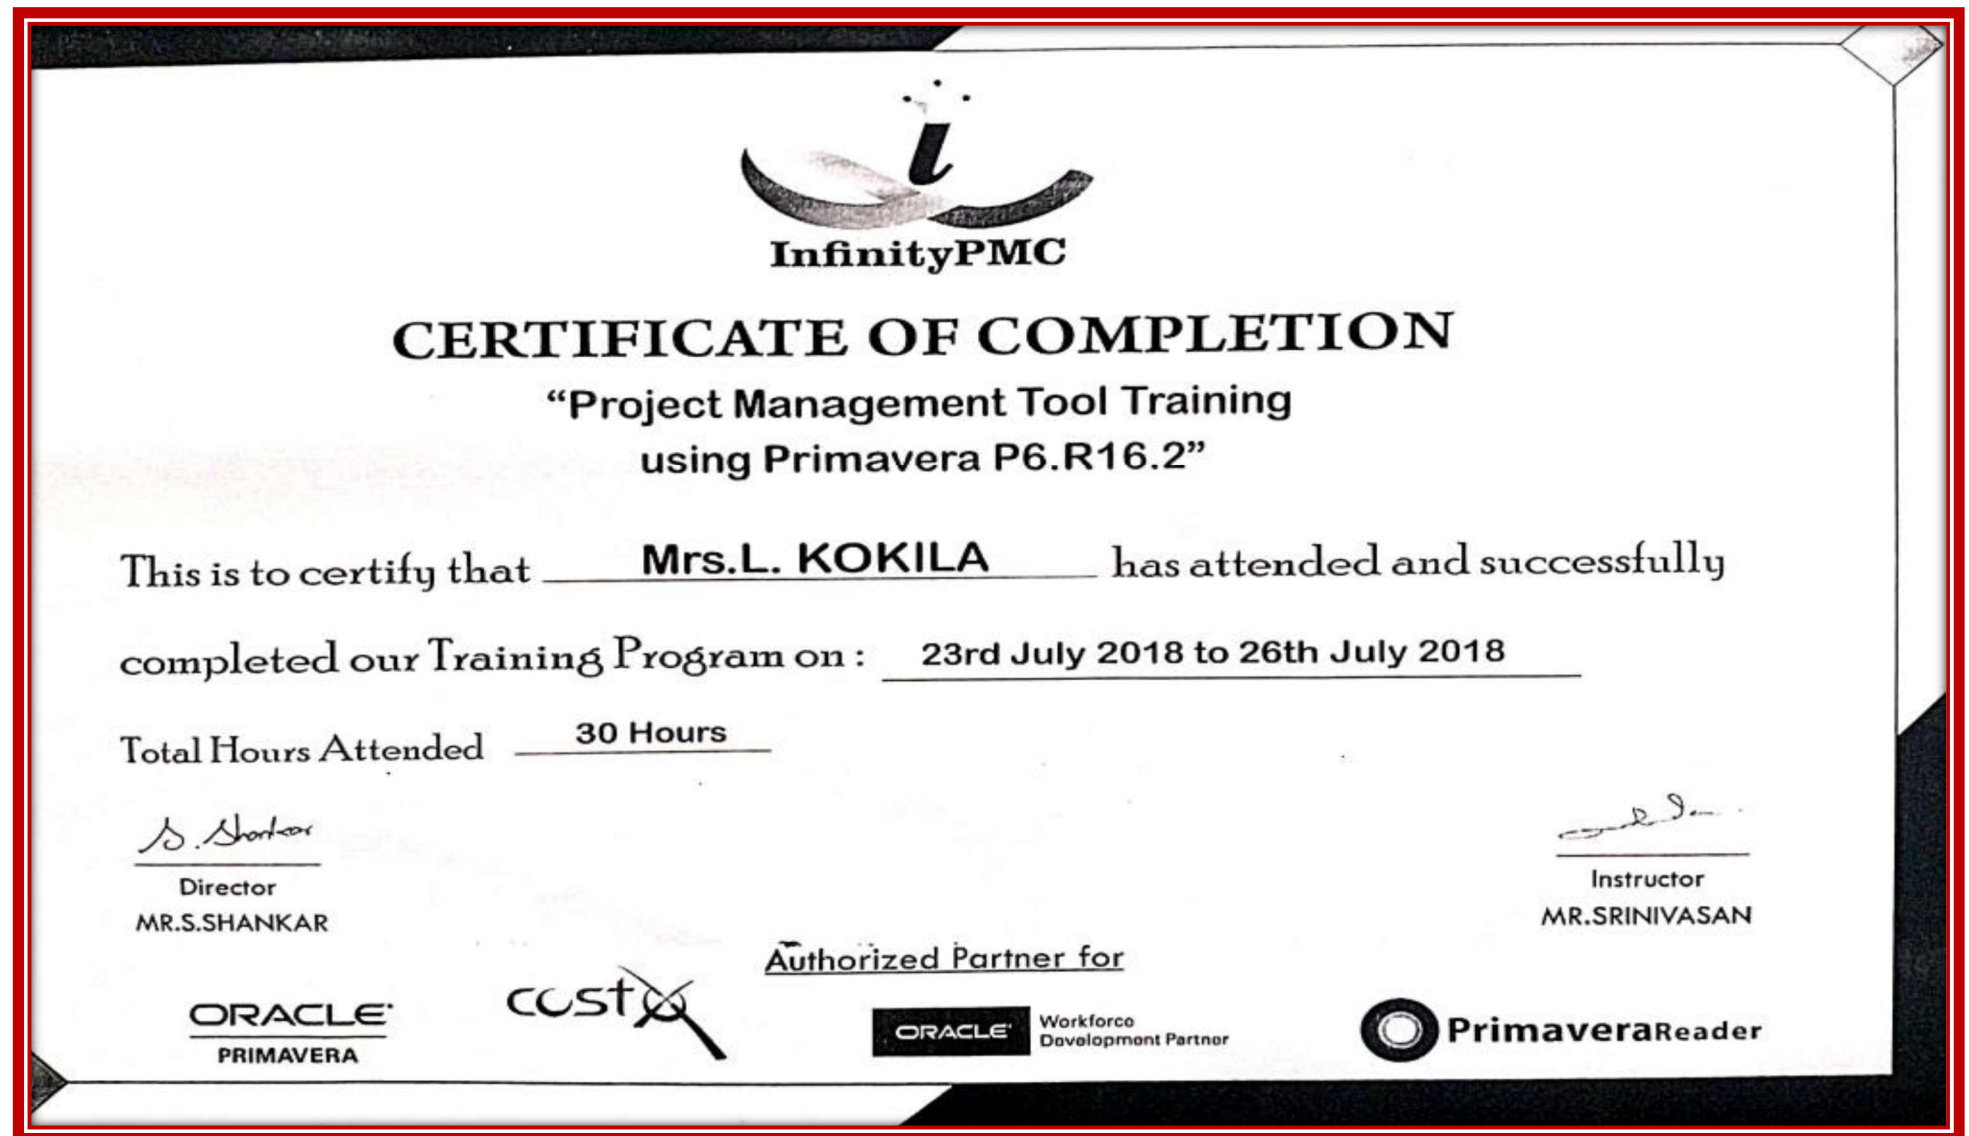 i
InfinityPMC
CERTIFICATE OF COMPLETION
“Project Management Tool Training
using Primavera P6.R16.2”
This is to certify that Mrs.L. KOKILA has attended and successfully
completed our Training Program on : 23rd July 2018 to 26th July 2018
Total Hours Attended 30 Hours
S. Shankar
Director
MR.S.SHANKAR
Instructor
MR.SRINIVASAN
Authorized Partner for
ORACLE
PRIMAVERA
costX
ORACLE
Workforce
Development Partner
PrimaveraReader